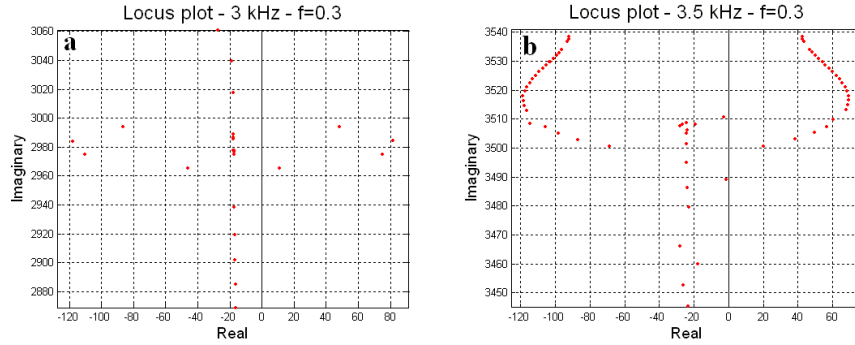 Locus plot - 3 kHz - f=0.3
a
Imaginary
3060
3040
3020
3000
2980
2960
2940
2920
2900
2880
-120 -100 -80 -60 -40 -20 0 20 40 60 80
Real
Locus plot - 3.5 kHz - f=0.3
b
Imaginary
3540
3530
3520
3510
3500
3490
3480
3470
3460
3450
-120 -100 -80 -60 -40 -20 0 20 40 60
Real